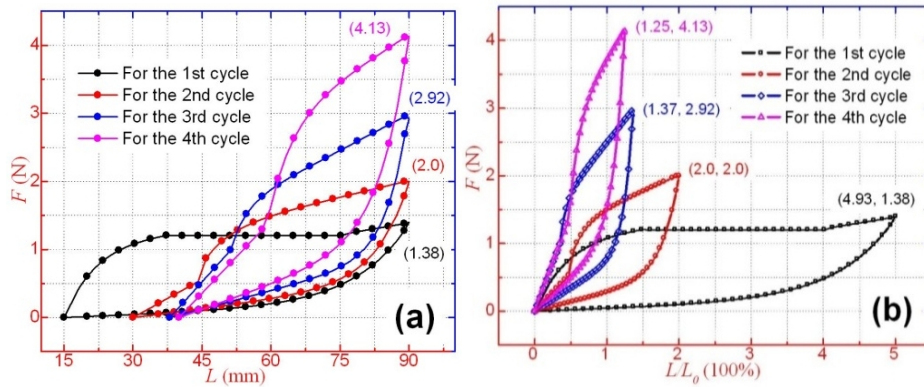 (4.13)
For the 1st cycle
For the 2nd cycle
For the 3rd cycle
For the 4th cycle
(2.92)
(2.0)
(1.38)
(a)
F (N)
0
1
2
3
4
15
30
45
60
75
90
L (mm)
(1.25, 4.13)
For the 1st cycle
For the 2nd cycle
For the 3rd cycle
For the 4th cycle
(1.37, 2.92)
(2.0, 2.0)
(4.93, 1.38)
(b)
F (N)
0
1
2
3
4
0
1
2
3
4
5
L/L0 (100%)